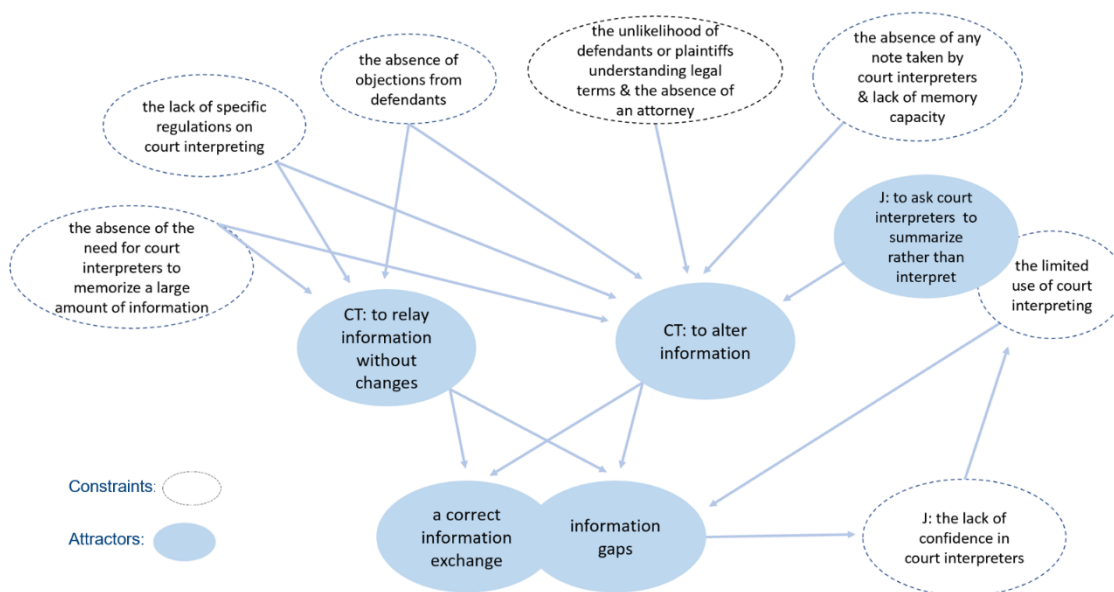 the lack of specific
regulations on
court interpreting
the absence of
objections from
defendants
the unlikelihood of
defendants or plaintiffs
understanding legal
terms & the absence of
an attorney
the absence of any
note taken by
court interpreters
& lack of memory
capacity
the absence of the
need for court
interpreters to
memorize a large
amount of information
J: to ask court
interpreters to
summarize rather than
interpret
the limited
use of court
interpreting
CT: to relay
information
without
changes
CT: to alter
information
a correct
information
exchange
information
gaps
J: the lack of
confidence in
court interpreters
Constraints:
Attractors: